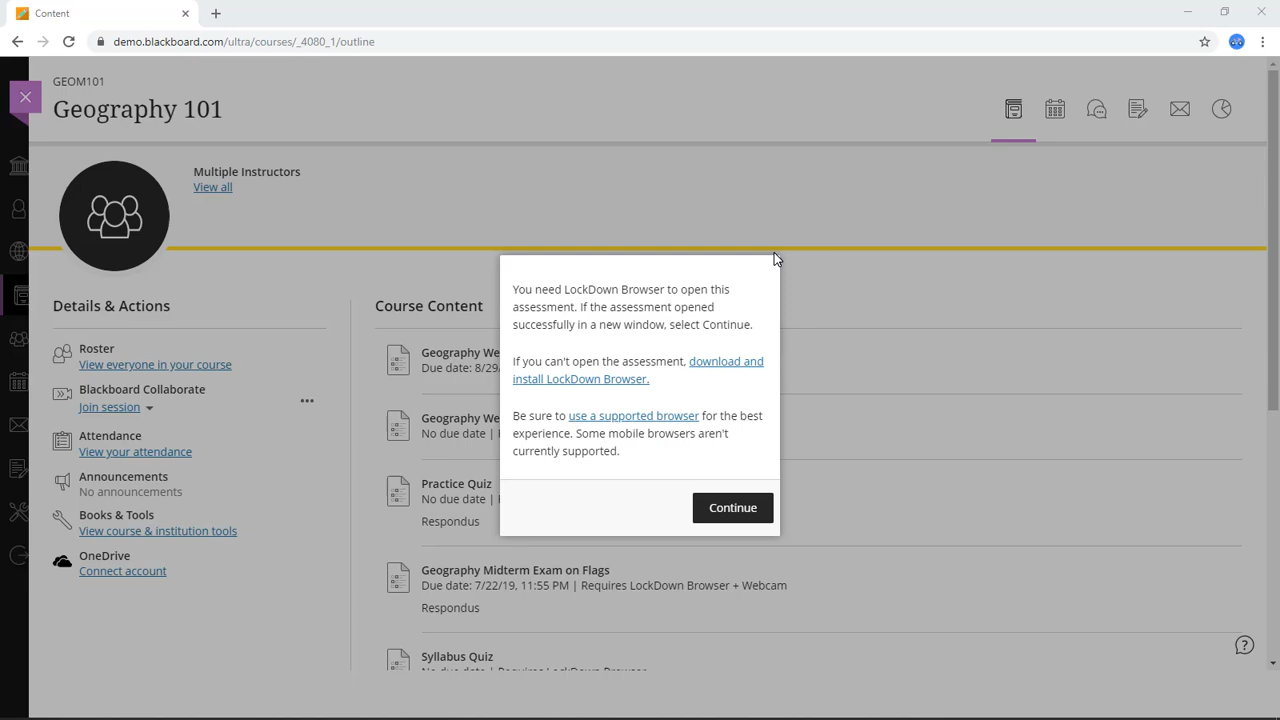 Content
demo.blackboard.com/ultra/courses/_4080_1/outline
GEOM101
Geography 101
Multiple Instructors
View all
Details & Actions
Roster
View everyone in your course
Blackboard Collaborate
Join session
Attendance
View your attendance
Announcements
No announcements
Books & Tools
View course & institution tools
OneDrive
Connect account
Course Content
Geography We
Due date: 8/29/
Geography We
No due date |
Practice Quiz
No due date |
Respondus
Geography Midterm Exam on Flags
Due date: 7/22/19, 11:55 PM | Requires LockDown Browser + Webcam
Respondus
Syllabus Quiz
No due date | Requires LockDown Browser
You need LockDown Browser to open this
assessment. If the assessment opened
successfully in a new window, select Continue.
If you can't open the assessment, download and
install LockDown Browser.
Be sure to use a supported browser for the best
experience. Some mobile browsers aren't
currently supported.
Continue
?